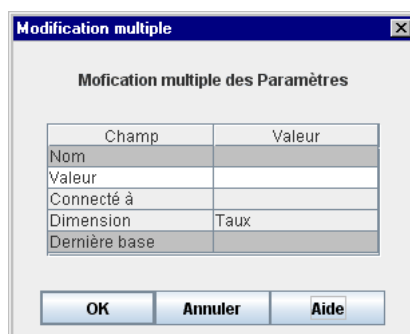 Modification multiple
Mofication multiple des Paramètres
Champ Valeur
Nom
Valeur
Connecté à
Dimension Taux
Dernière base
OK Annuler Aide